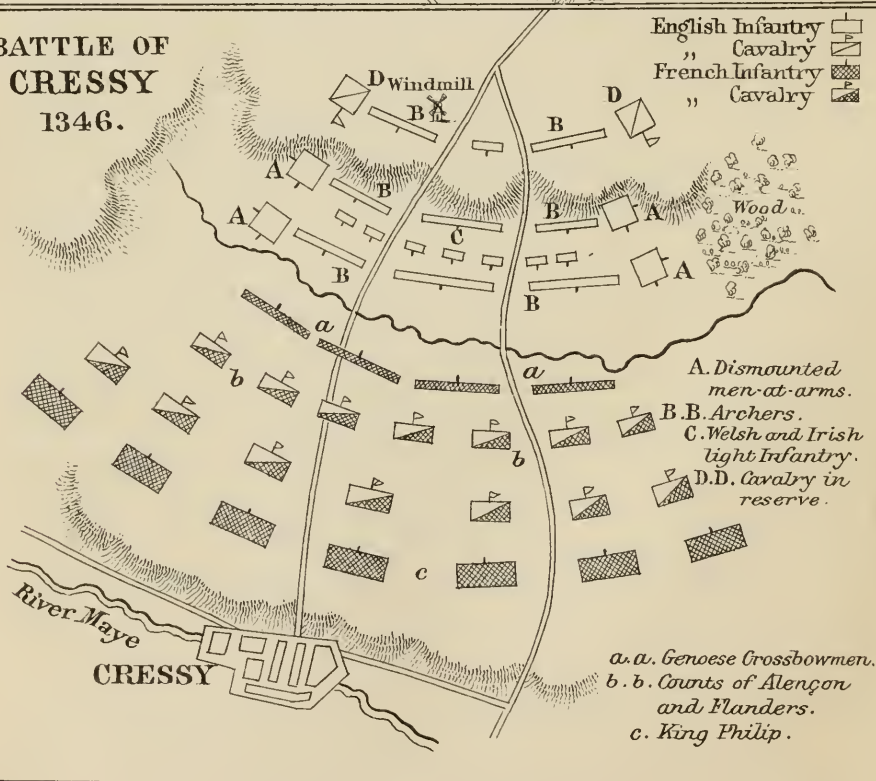 BATTLE OF
CRESSY
1346.
English Infantry
„ Cavalry
French Infantry
„ Cavalry
D
Windmill
B
D
B
A
B
Wood
A
B
C
B
A
B
A
a
a
b
b
c
A. Dismounted
men-at-arms.
B.B. Archers.
C. Welsh and Irish
light Infantry.
D.D. Cavalry in
reserve.
River Maye
CRESSY
a.a. Genoese Crossbowmen.
b.b. Counts of Alençon
and Flanders.
c. King Philip.